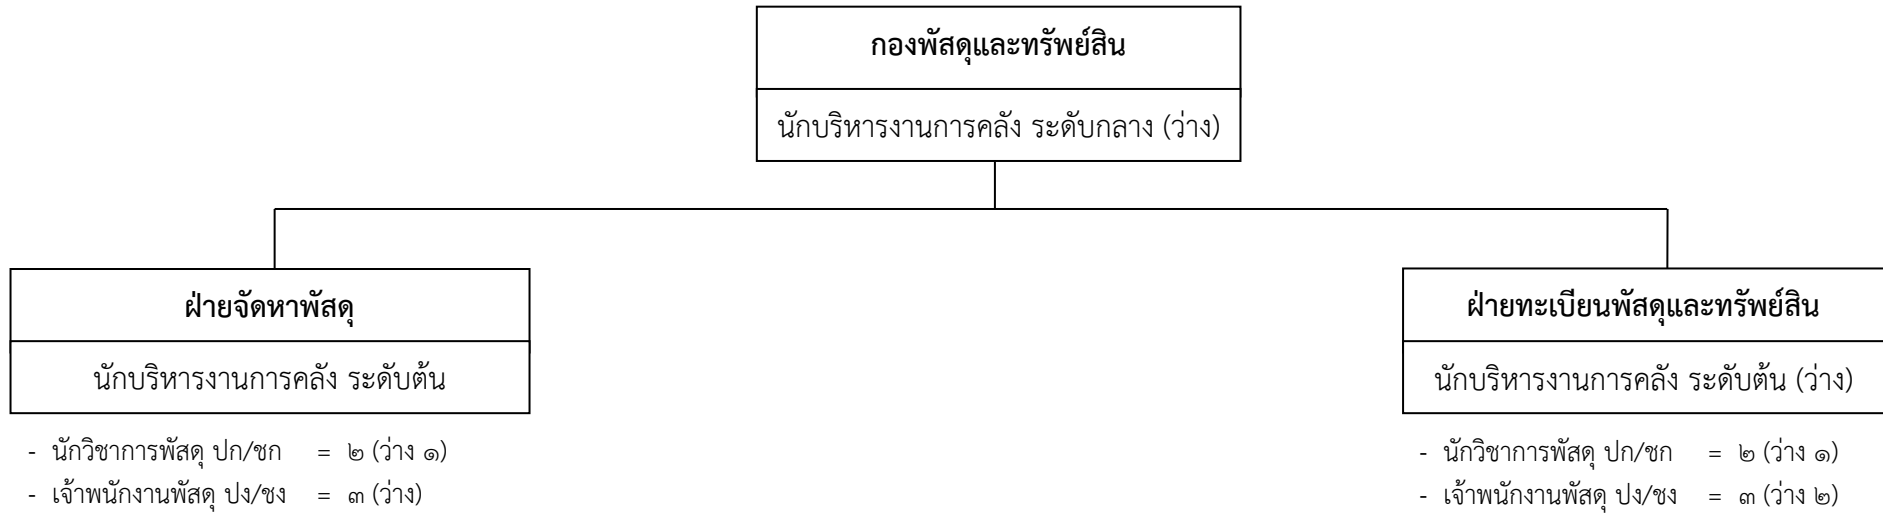 กองพัสดุและทรัพย์สิน
นักบริหารงานการคลัง ระดับกลาง (ว่าง)
ฝ่ายจัดหาพัสดุ
นักบริหารงานการคลัง ระดับต้น
- นักวิชาการพัสดุ ปก/ชก = ๒ (ว่าง ๑)
- เจ้าพนักงานพัสดุ ปง/ชง = ๓ (ว่าง)
ฝ่ายทะเบียนพัสดุและทรัพย์สิน
นักบริหารงานการคลัง ระดับต้น (ว่าง)
- นักวิชาการพัสดุ ปก/ชก = ๒ (ว่าง ๑)
- เจ้าพนักงานพัสดุ ปง/ชง = ๓ (ว่าง ๒)